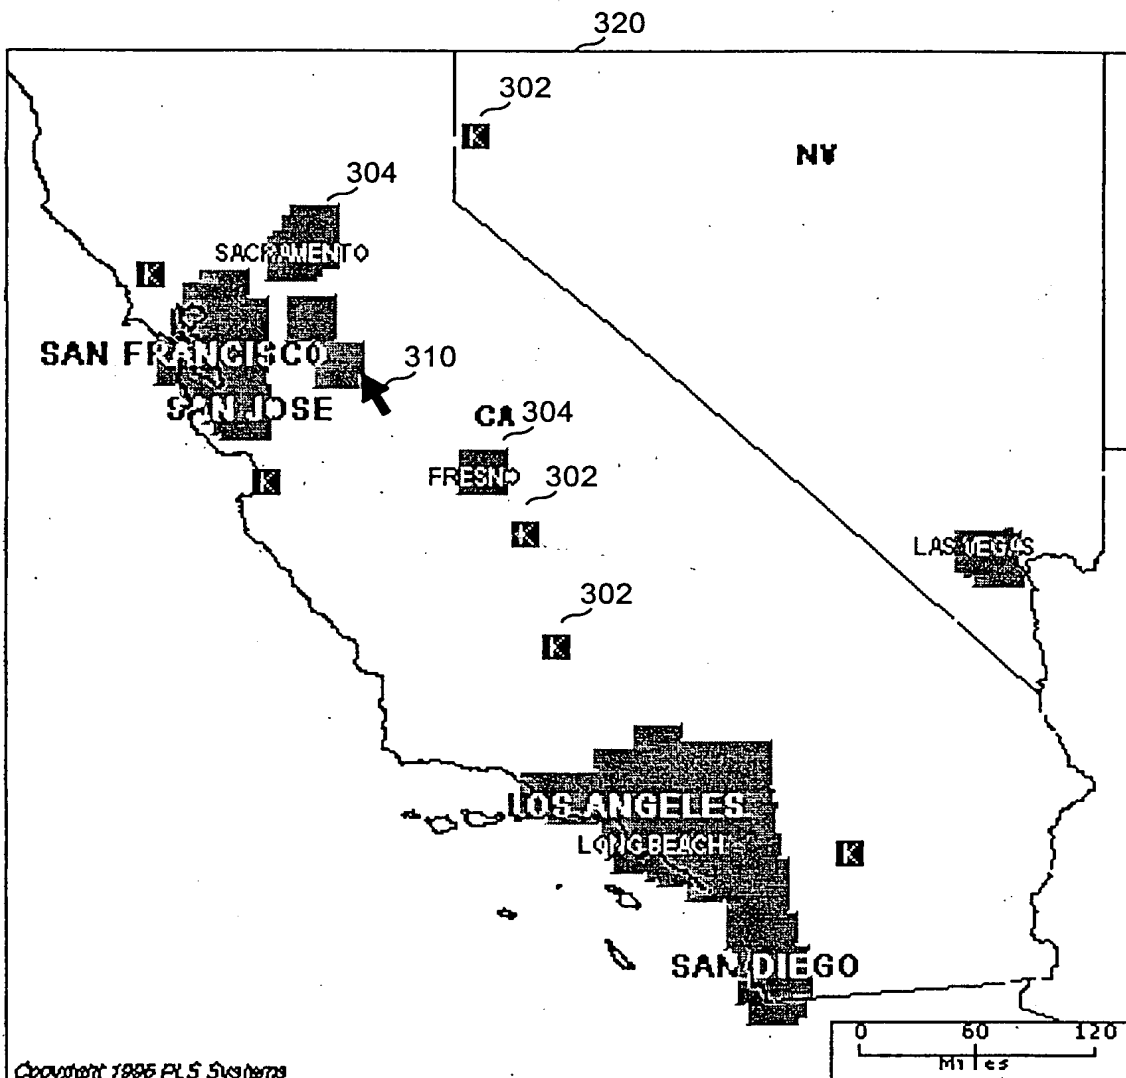 320
302
K
NV
304
SACRAMENTO
K
SAN FRANCISCO
310
SAN JOSE
CA
304
FRESNO
K
302
K
LAS VEGAS
302
K
LOS ANGELES
LONG BEACH
K
SAN DIEGO
0 60 120
Miles
Copyright 1996 PLS Systems